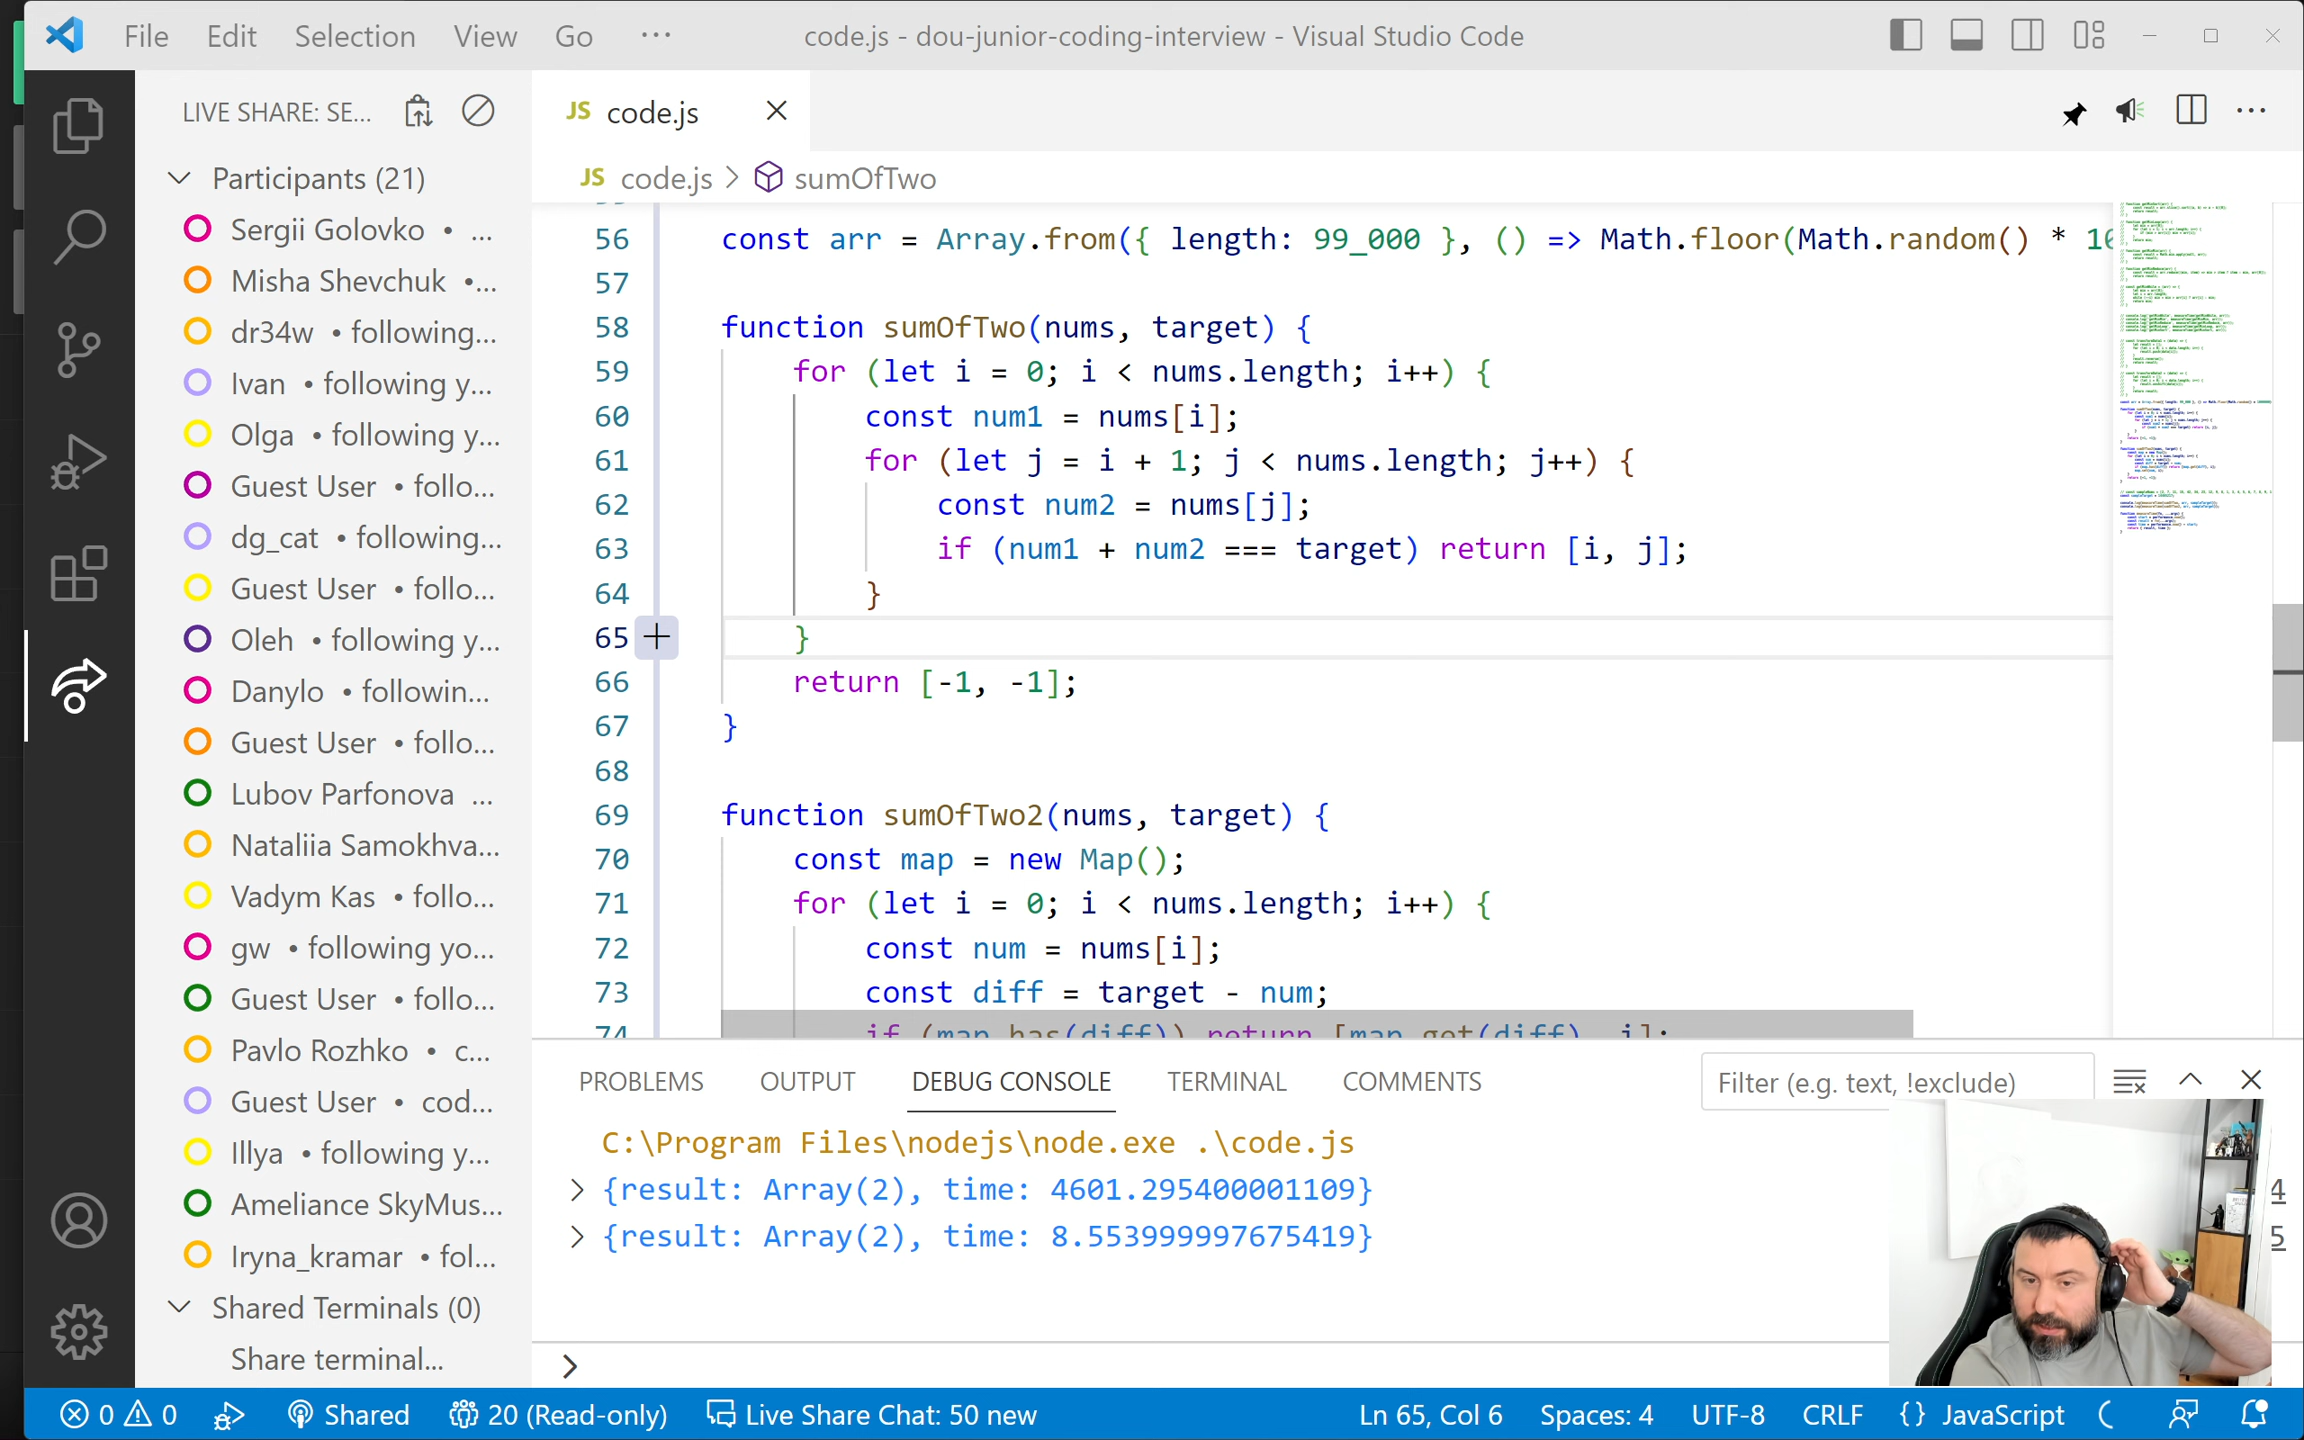 File Edit Selection View Go ···
code.js - dou-junior-coding-interview - Visual Studio Code
LIVE SHARE: SE...
Participants (21)
Sergii Golovko • ...
Misha Shevchuk •...
dr34w • following...
Ivan • following y...
Olga • following y...
Guest User • follo...
dg_cat • following...
Guest User • follo...
Oleh • following y...
Danylo • followin...
Guest User • follo...
Lubov Parfonova ...
Nataliia Samokhva...
Vadym Kas • follo...
gw • following yo...
Guest User • follo...
Pavlo Rozhko • c...
Guest User • cod...
Illya • following y...
Ameliance SkyMus...
Iryna_kramar • fol...
Shared Terminals (0)
Share terminal...
JS code.js
JS code.js > sumOfTwo
56 const arr = Array.from({ length: 99_000 }, () => Math.floor(Math.random() * 10
57
58 function sumOfTwo(nums, target) {
59 for (let i = 0; i < nums.length; i++) {
60 const num1 = nums[i];
61 for (let j = i + 1; j < nums.length; j++) {
62 const num2 = nums[j];
63 if (num1 + num2 === target) return [i, j];
64 }
65 }
66 return [-1, -1];
67 }
68
69 function sumOfTwo2(nums, target) {
70 const map = new Map();
71 for (let i = 0; i < nums.length; i++) {
72 const num = nums[i];
73 const diff = target - num;
74 if (map.has(diff)) return [map.get(diff), i];
PROBLEMS OUTPUT DEBUG CONSOLE TERMINAL COMMENTS
Filter (e.g. text, !exclude)
C:\Program Files\nodejs\node.exe .\code.js
> {result: Array(2), time: 4601.295400001109}
4
> {result: Array(2), time: 8.553999997675419}
5
>
0 0 Shared 20 (Read-only) Live Share Chat: 50 new
Ln 65, Col 6 Spaces: 4 UTF-8 CRLF {} JavaScript